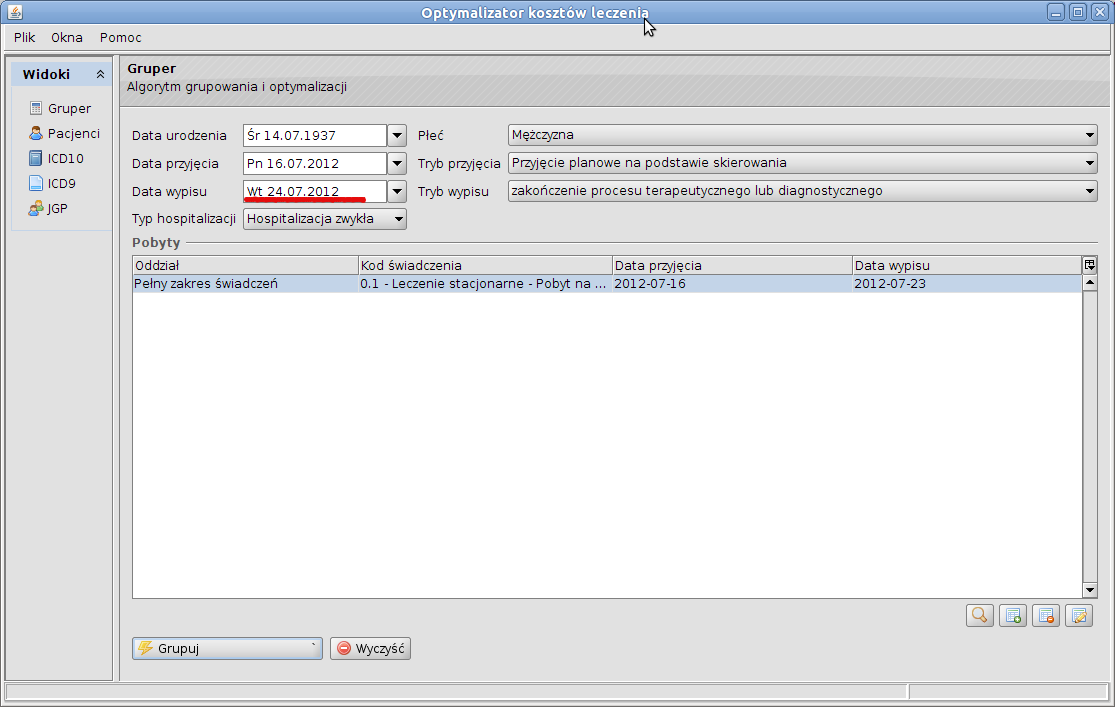 Optymalizator kosztów leczenia
Plik Okna Pomoc
Widoki
Gruper
Pacjenci
ICD10
ICD9
JGP
Gruper
Algorytm grupowania i optymalizacji
Data urodzenia Śr 14.07.1937 Płeć Mężczyzna
Data przyjęcia Pn 16.07.2012 Tryb przyjęcia Przyjęcie planowe na podstawie skierowania
Data wypisu Wt 24.07.2012 Tryb wypisu zakończenie procesu terapeutycznego lub diagnostycznego
Typ hospitalizacji Hospitalizacja zwykła
Pobyty
Oddział Kod świadczenia Data przyjęcia Data wypisu
Pełny zakres świadczeń 0.1 - Leczenie stacjonarne - Pobyt na ... 2012-07-16 2012-07-23
Grupuj `
Wyczyść